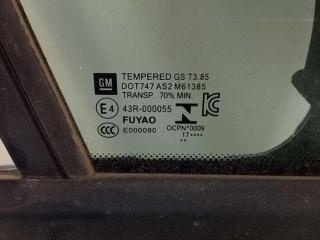 GM
TEMPERED GS T3.85
DOT747 AS2 M61385
TRANSP. 70% MIN.
E4 43R-000055
FUYAO
CCC E000090
OCPN°0009
17••••
••